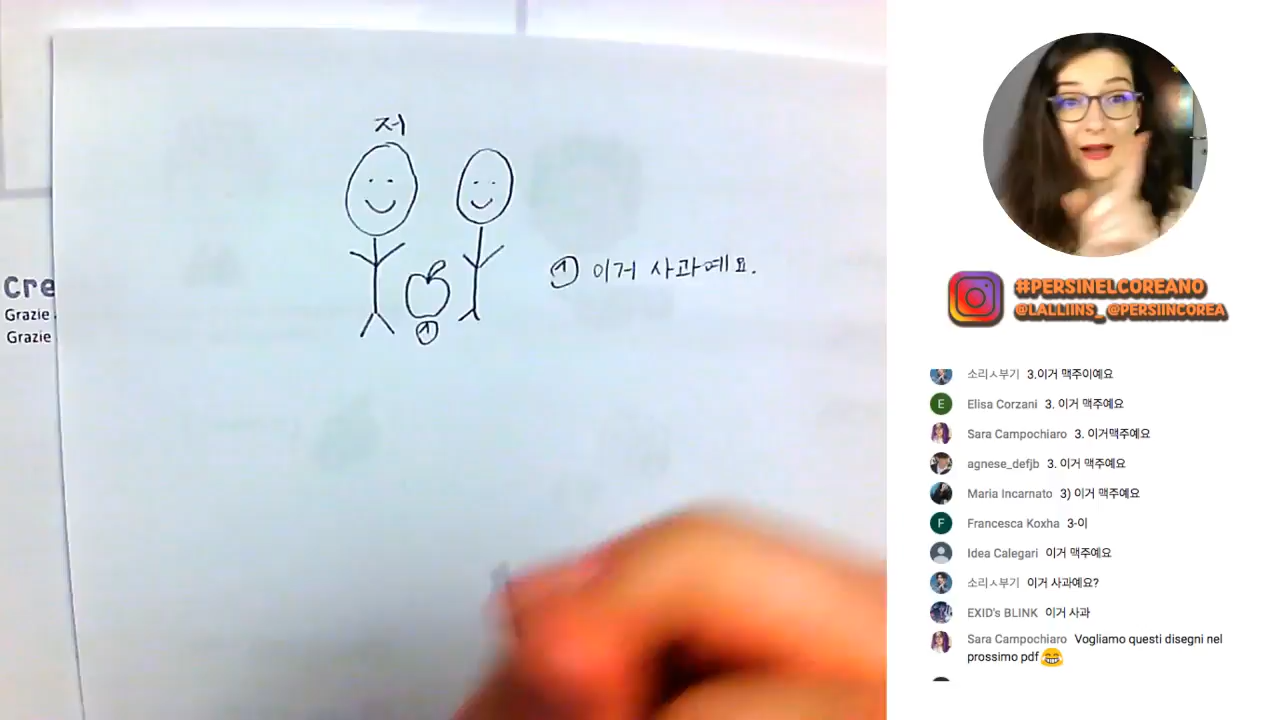 저
① 이거 사과예요.
①
Cre
Grazie
Grazie
#PERSINELCOREANO
@LALLIINS_ @PERSIINCOREA
소리ㅅ부기 3.이거 맥주이예요
E Elisa Corzani 3. 이거 맥주예요
Sara Campochiaro 3. 이거맥주예요
agnese_defjb 3. 이거 맥주예요
Maria Incarnato 3) 이거 맥주예요
F Francesca Koxha 3-이
Idea Calegari 이거 맥주예요
소리ㅅ부기 이거 사과예요?
EXID's BLINK 이거 사과
Sara Campochiaro Vogliamo questi disegni nel
prossimo pdf 😂